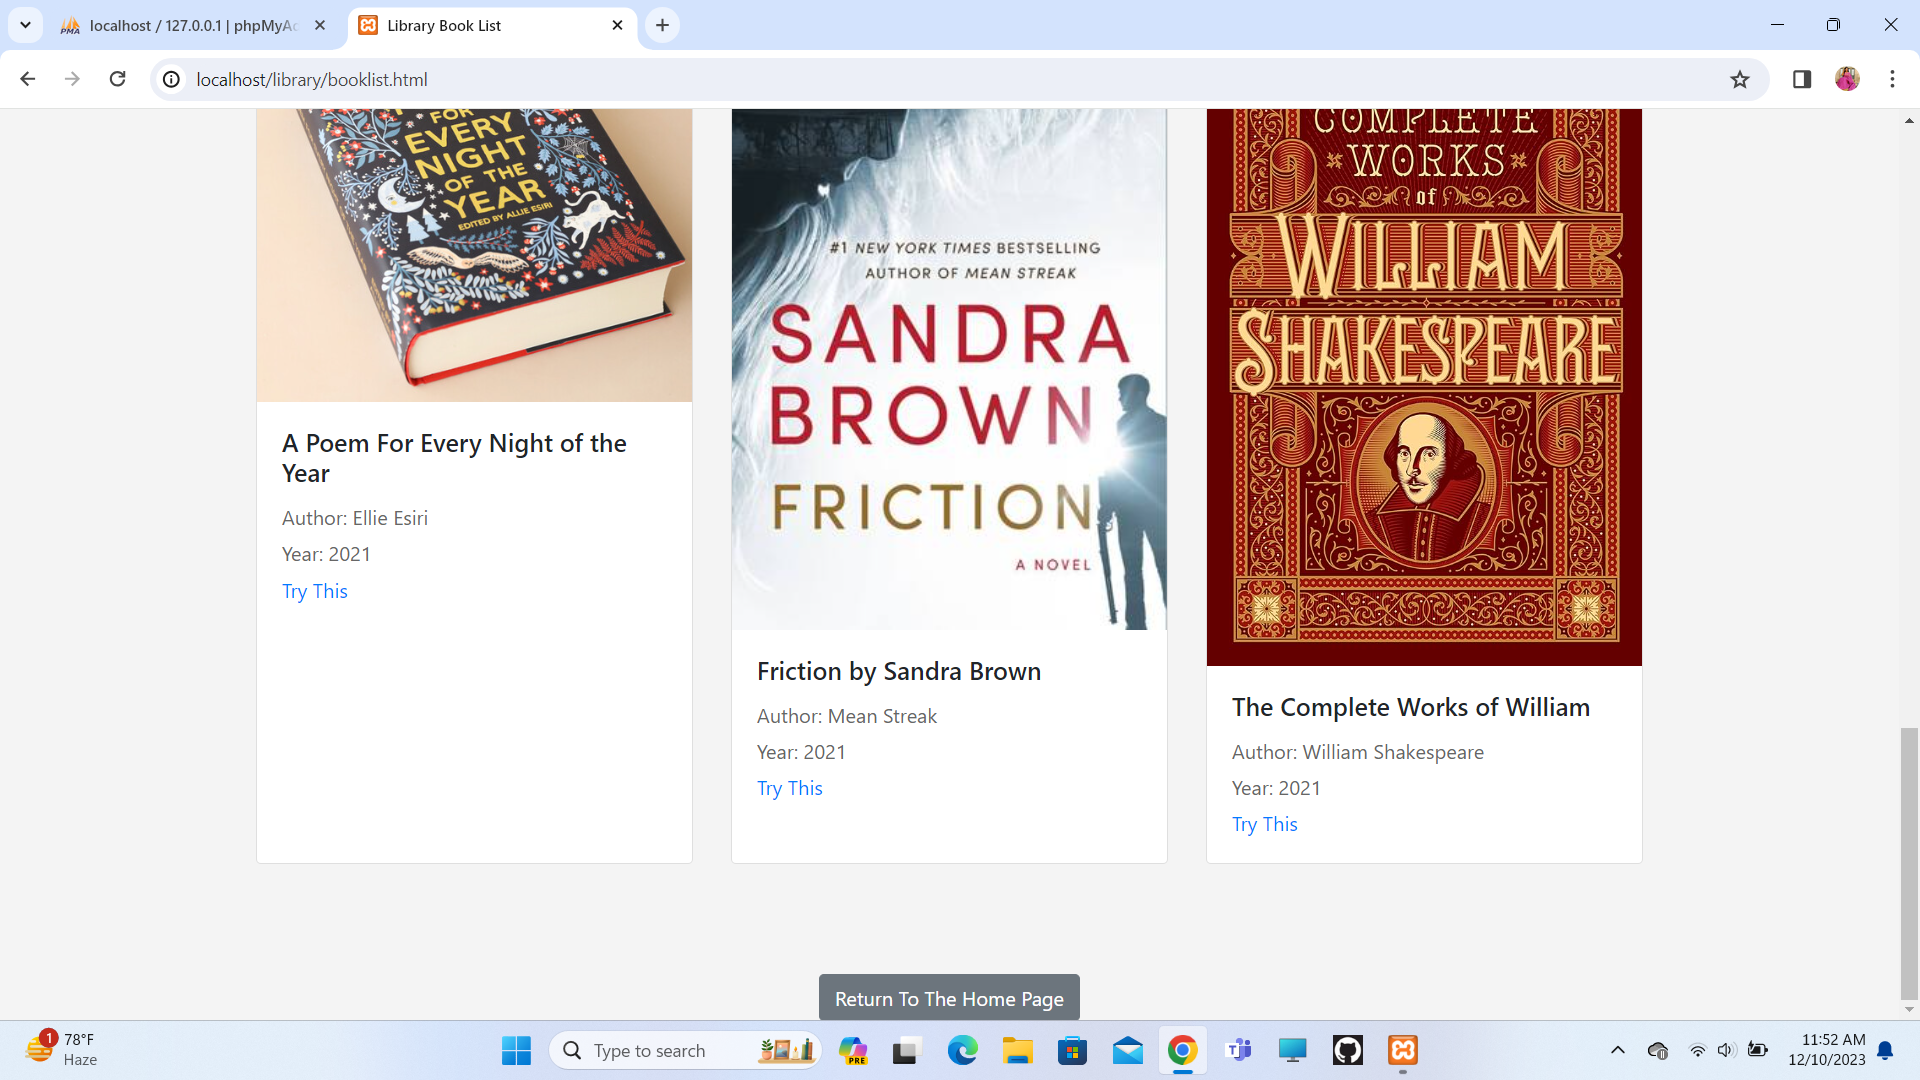 localhost / 127.0.0.1 | phpMyAc
Library Book List
localhost/library/booklist.html
FOR
EVERY
NIGHT
OF THE
YEAR
EDITED BY ALLIE ESIRI
A Poem For Every Night of the
Year
Author: Ellie Esiri
Year: 2021
Try This
#1 NEW YORK TIMES BESTSELLING
AUTHOR OF MEAN STREAK
SANDRA
BROWN
FRICTION
A NOVEL
Friction by Sandra Brown
Author: Mean Streak
Year: 2021
Try This
COMPLETE
WORKS
of
WILLIAM
SHAKESPEARE
The Complete Works of William
Author: William Shakespeare
Year: 2021
Try This
Return To The Home Page
1
78°F
Haze
Type to search
PRE
11:52 AM
12/10/2023